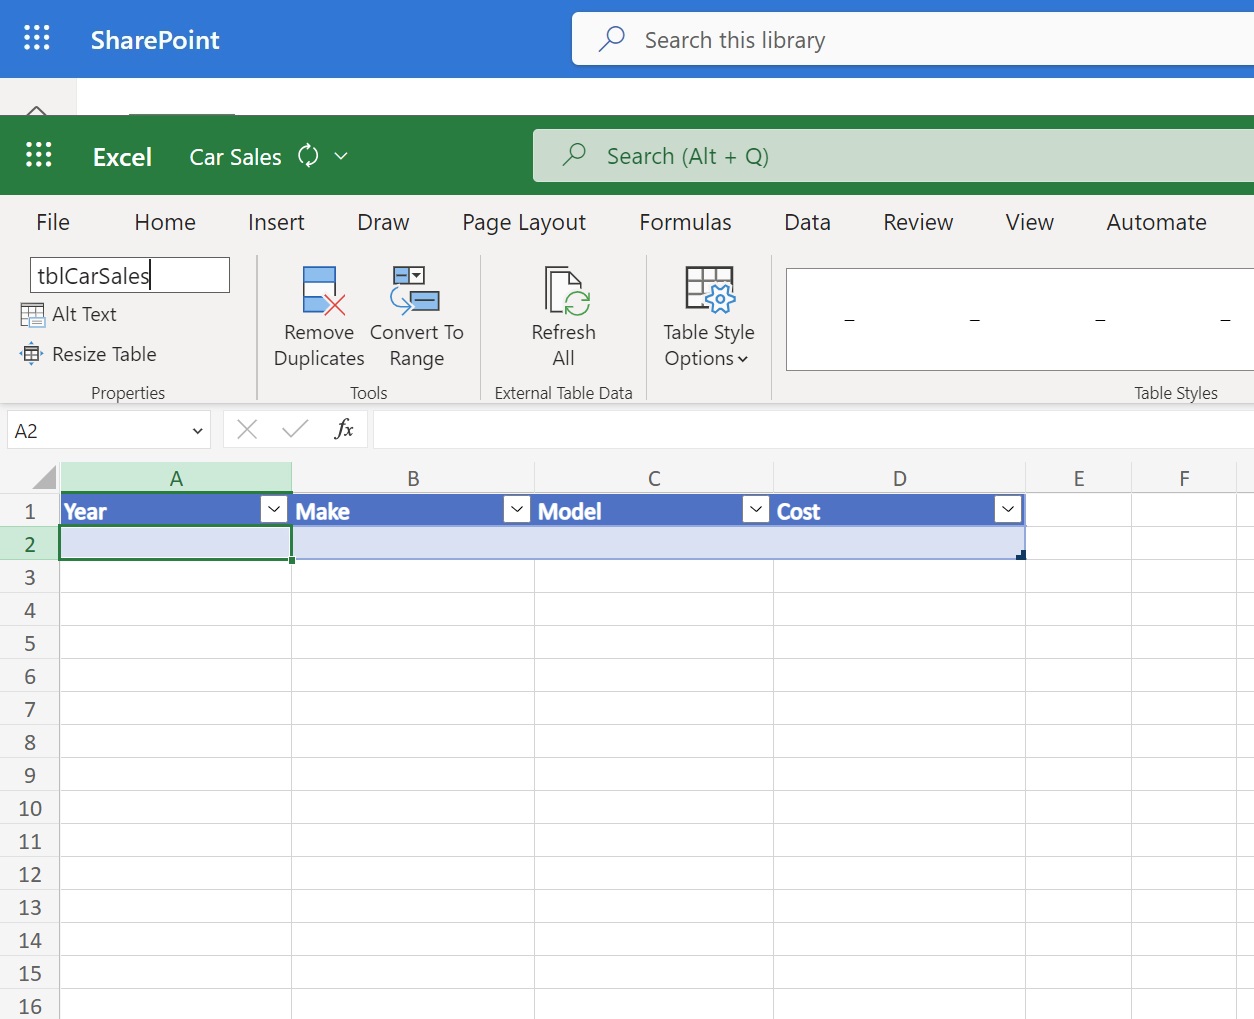 SharePoint
Search this library
Excel
Car Sales
Search (Alt + Q)
File Home Insert Draw Page Layout Formulas Data Review View Automate
tblCarSales
Alt Text
Resize Table
Properties
Remove Duplicates
Convert To Range
Tools
Refresh All
External Table Data
Table Style Options
Table Styles
A2
fx
A B C D E F
1 Year Make Model Cost
2
3
4
5
6
7
8
9
10
11
12
13
14
15
16